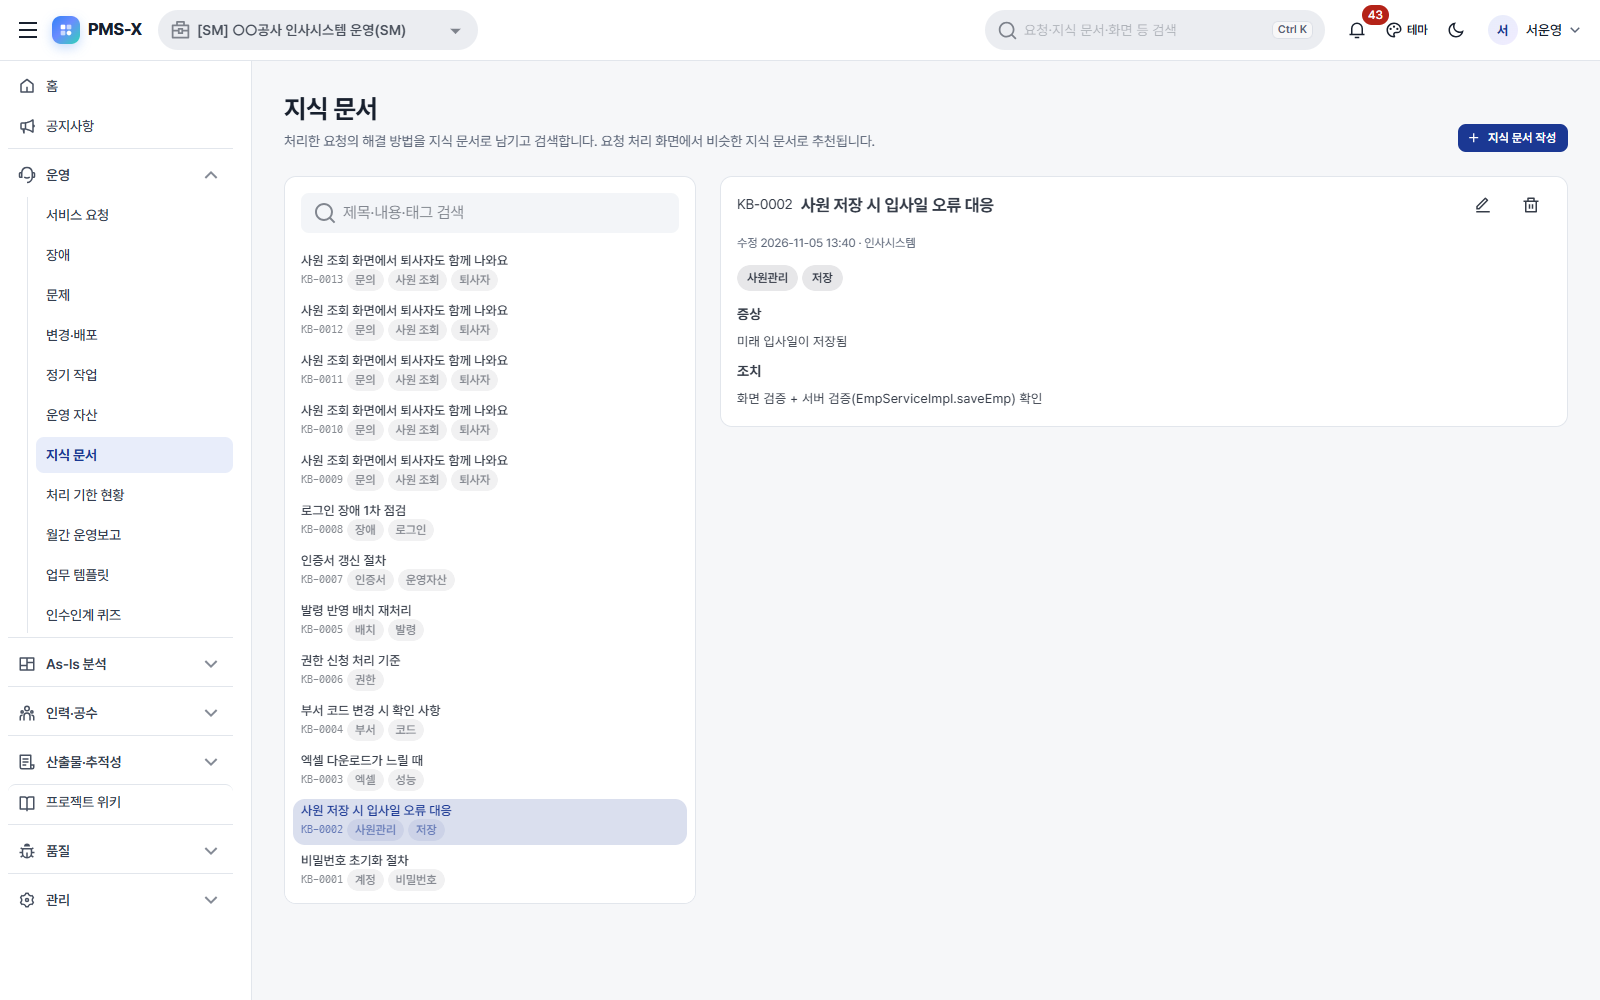 PMS-X
[SM] ○○공사 인사시스템 운영(SM)
요청·지식 문서·화면 등 검색
Ctrl K
43
테마
서
서운영
홈
공지사항
운영
서비스 요청
장애
문제
변경·배포
정기 작업
운영 자산
지식 문서
처리 기한 현황
월간 운영보고
업무 템플릿
인수인계 퀴즈
As-Is 분석
인력·공수
산출물·추적성
프로젝트 위키
품질
관리
지식 문서
처리한 요청의 해결 방법을 지식 문서로 남기고 검색합니다. 요청 처리 화면에서 비슷한 지식 문서로 추천됩니다.
+ 지식 문서 작성
제목·내용·태그 검색
사원 조회 화면에서 퇴사자도 함께 나와요
KB-0013 문의 사원 조회 퇴사자
사원 조회 화면에서 퇴사자도 함께 나와요
KB-0012 문의 사원 조회 퇴사자
사원 조회 화면에서 퇴사자도 함께 나와요
KB-0011 문의 사원 조회 퇴사자
사원 조회 화면에서 퇴사자도 함께 나와요
KB-0010 문의 사원 조회 퇴사자
사원 조회 화면에서 퇴사자도 함께 나와요
KB-0009 문의 사원 조회 퇴사자
로그인 장애 1차 점검
KB-0008 장애 로그인
인증서 갱신 절차
KB-0007 인증서 운영자산
발령 반영 배치 재처리
KB-0005 배치 발령
권한 신청 처리 기준
KB-0006 권한
부서 코드 변경 시 확인 사항
KB-0004 부서 코드
엑셀 다운로드가 느릴 때
KB-0003 엑셀 성능
사원 저장 시 입사일 오류 대응
KB-0002 사원관리 저장
비밀번호 초기화 절차
KB-0001 계정 비밀번호
KB-0002 사원 저장 시 입사일 오류 대응
수정 2026-11-05 13:40 · 인사시스템
사원관리 저장
증상
미래 입사일이 저장됨
조치
화면 검증 + 서버 검증(EmpServiceImpl.saveEmp) 확인